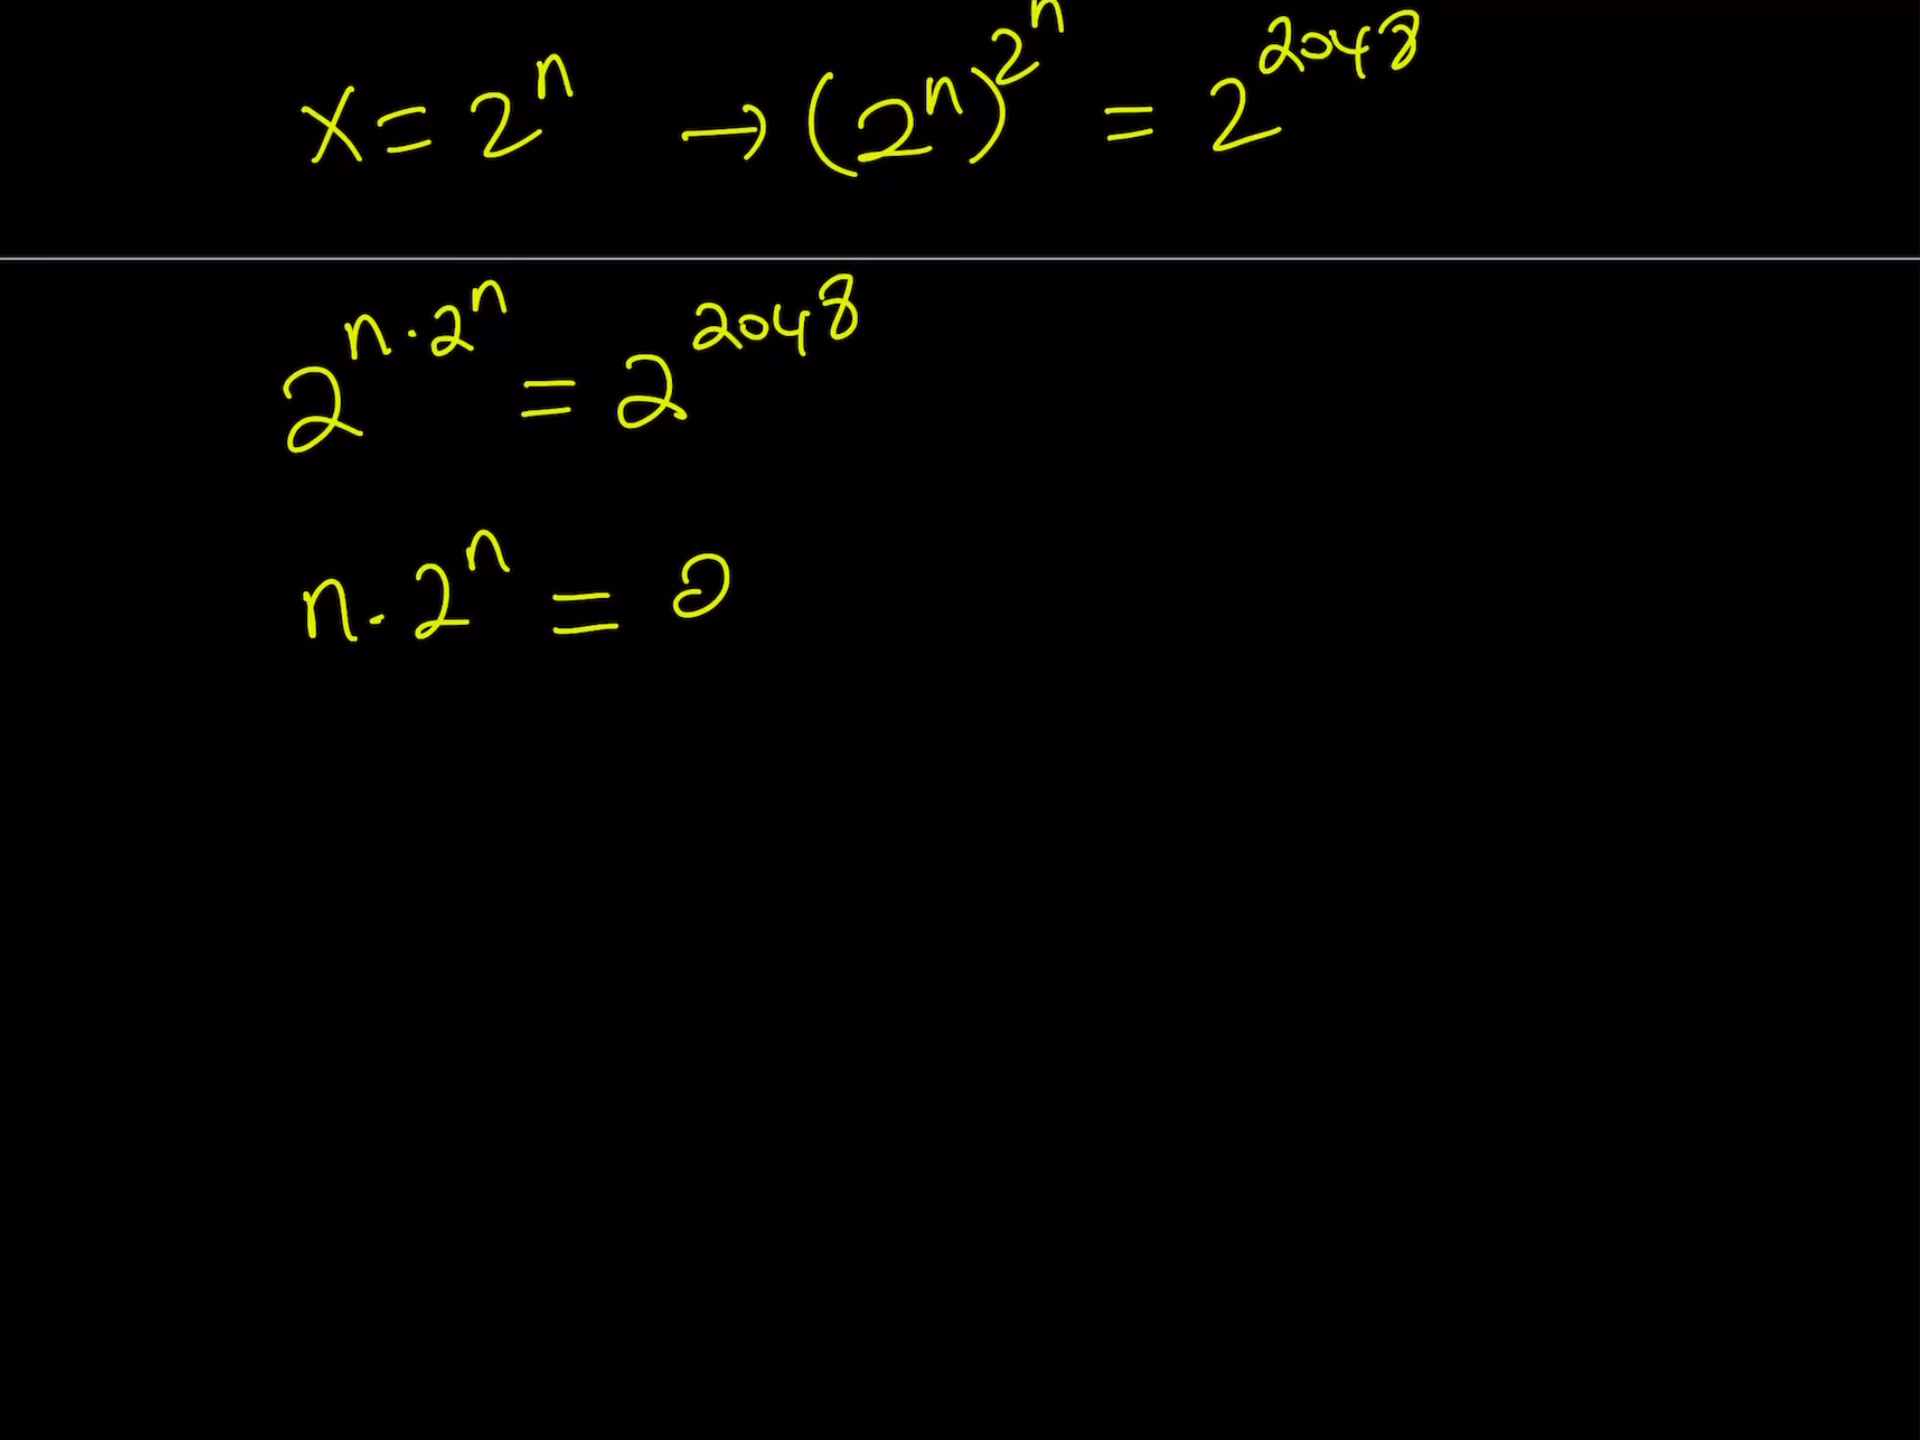 x = 2^n → (2^n)^2^n = 2^2048
2^n·2^n = 2^2048
n·2^n = 2